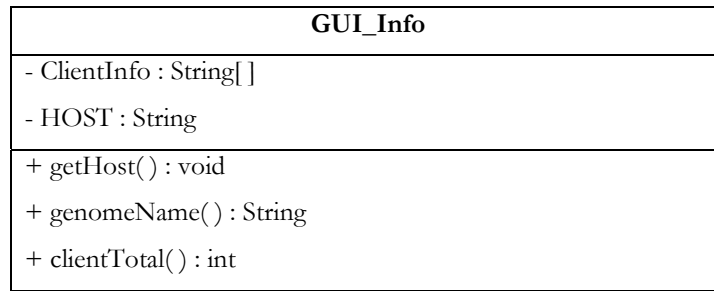 GUI_Info
- ClientInfo : String[ ]
- HOST : String
+ getHost( ) : void
+ genomeName( ) : String
+ clientTotal( ) : int